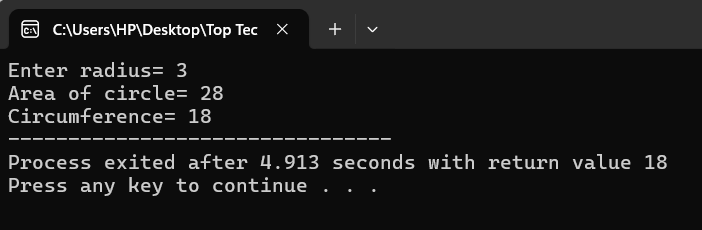 C:\Users\HP\Desktop\Top Tec
Enter radius= 3
Area of circle= 28
Circumference= 18
--------------------------------
Process exited after 4.913 seconds with return value 18
Press any key to continue . . .